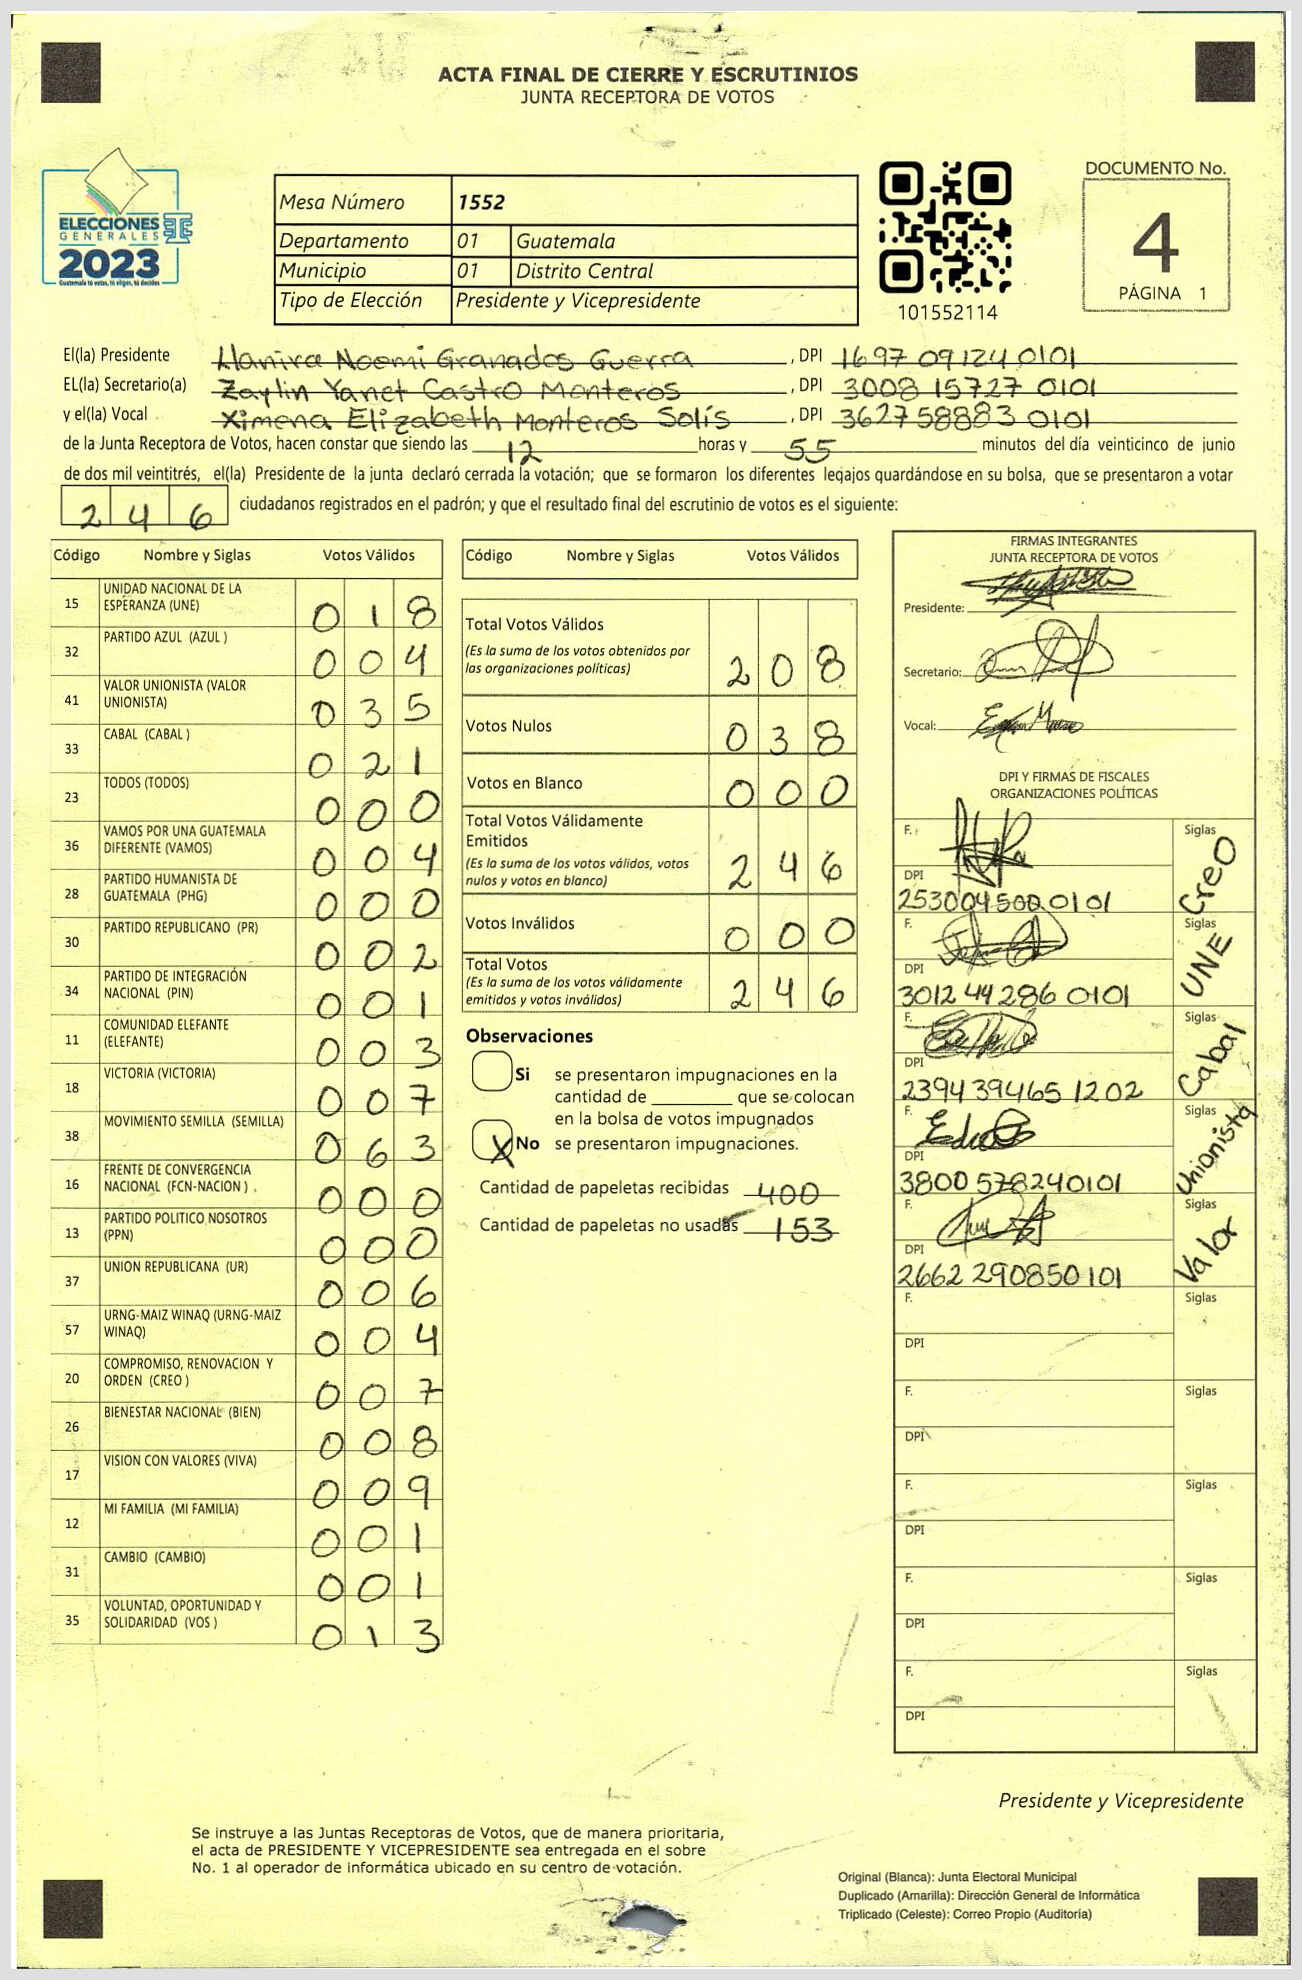 ACTA FINAL DE CIERRE Y ESCRUTINIOS
JUNTA RECEPTORA DE VOTOS
ELECCIONES
GENERALES
2023
Guatemala tú votas, tú eliges, tú decides
Mesa Número 1552
Departamento 01 Guatemala
Municipio 01 Distrito Central
Tipo de Elección Presidente y Vicepresidente
101552114
DOCUMENTO No.
4
PÁGINA 1
El(la) Presidente Noemi Granados Guerra , DPI 1697 09124 0101
EL(la) Secretario(a) Zaylin Yanet Castro Monteros , DPI 3008 15727 0101
y el(la) Vocal Ximena Elizabeth Monteros Solís , DPI 3627 58883 0101
de la Junta Receptora de Votos, hacen constar que siendo las 12 horas y 55 minutos del día veinticinco de junio
de dos mil veintitrés, el(la) Presidente de la junta declaró cerrada la votación; que se formaron los diferentes legajos guardándose en su bolsa, que se presentaron a votar
246 ciudadanos registrados en el padrón; y que el resultado final del escrutinio de votos es el siguiente:
Código Nombre y Siglas Votos Válidos
15 UNIDAD NACIONAL DE LA ESPERANZA (UNE) 018
32 PARTIDO AZUL (AZUL ) 004
41 VALOR UNIONISTA (VALOR UNIONISTA) 035
33 CABAL (CABAL ) 021
23 TODOS (TODOS) 000
36 VAMOS POR UNA GUATEMALA DIFERENTE (VAMOS) 004
28 PARTIDO HUMANISTA DE GUATEMALA (PHG) 000
30 PARTIDO REPUBLICANO (PR) 002
34 PARTIDO DE INTEGRACIÓN NACIONAL (PIN) 001
11 COMUNIDAD ELEFANTE (ELEFANTE) 003
18 VICTORIA (VICTORIA) 007
38 MOVIMIENTO SEMILLA (SEMILLA) 063
16 FRENTE DE CONVERGENCIA NACIONAL (FCN-NACION ) 000
13 PARTIDO POLITICO NOSOTROS (PPN) 000
37 UNION REPUBLICANA (UR) 006
57 URNG-MAIZ WINAQ (URNG-MAIZ WINAQ) 004
20 COMPROMISO, RENOVACION Y ORDEN (CREO ) 007
26 BIENESTAR NACIONAL (BIEN) 008
17 VISION CON VALORES (VIVA) 009
12 MI FAMILIA (MI FAMILIA) 001
31 CAMBIO (CAMBIO) 001
35 VOLUNTAD, OPORTUNIDAD Y SOLIDARIDAD (VOS ) 013
Código Nombre y Siglas Votos Válidos
Total Votos Válidos 208
(Es la suma de los votos obtenidos por
las organizaciones políticas)
Votos Nulos 038
Votos en Blanco 000
Total Votos Válidamente
Emitidos 246
(Es la suma de los votos válidos, votos
nulos y votos en blanco)
Votos Inválidos 000
Total Votos 246
(Es la suma de los votos válidamente
emitidos y votos inválidos)
Observaciones
Si se presentaron impugnaciones en la
cantidad de ________ que se colocan
en la bolsa de votos impugnados
X No se presentaron impugnaciones.
Cantidad de papeletas recibidas 400
Cantidad de papeletas no usadas 153
FIRMAS INTEGRANTES
JUNTA RECEPTORA DE VOTOS
Presidente:
Secretario:
Vocal:
DPI Y FIRMAS DE FISCALES
ORGANIZACIONES POLÍTICAS
F. Siglas Creo
DPI 253004500 0101
F. Siglas UNE
DPI 3012 44 286 0101
F. Siglas Cabal
DPI 2394 39465 1202
F. Siglas Unionista
DPI 3800 578240101
F. Siglas Valor
DPI 2662 290850101
F. Siglas
DPI
F. Siglas
DPI
F. Siglas
DPI
F. Siglas
DPI
F. Siglas
DPI
Presidente y Vicepresidente
Se instruye a las Juntas Receptoras de Votos, que de manera prioritaria,
el acta de PRESIDENTE Y VICEPRESIDENTE sea entregada en el sobre
No. 1 al operador de informática ubicado en su centro de votación.
Original (Blanca): Junta Electoral Municipal
Duplicado (Amarilla): Dirección General de Informática
Triplicado (Celeste): Correo Propio (Auditoría)